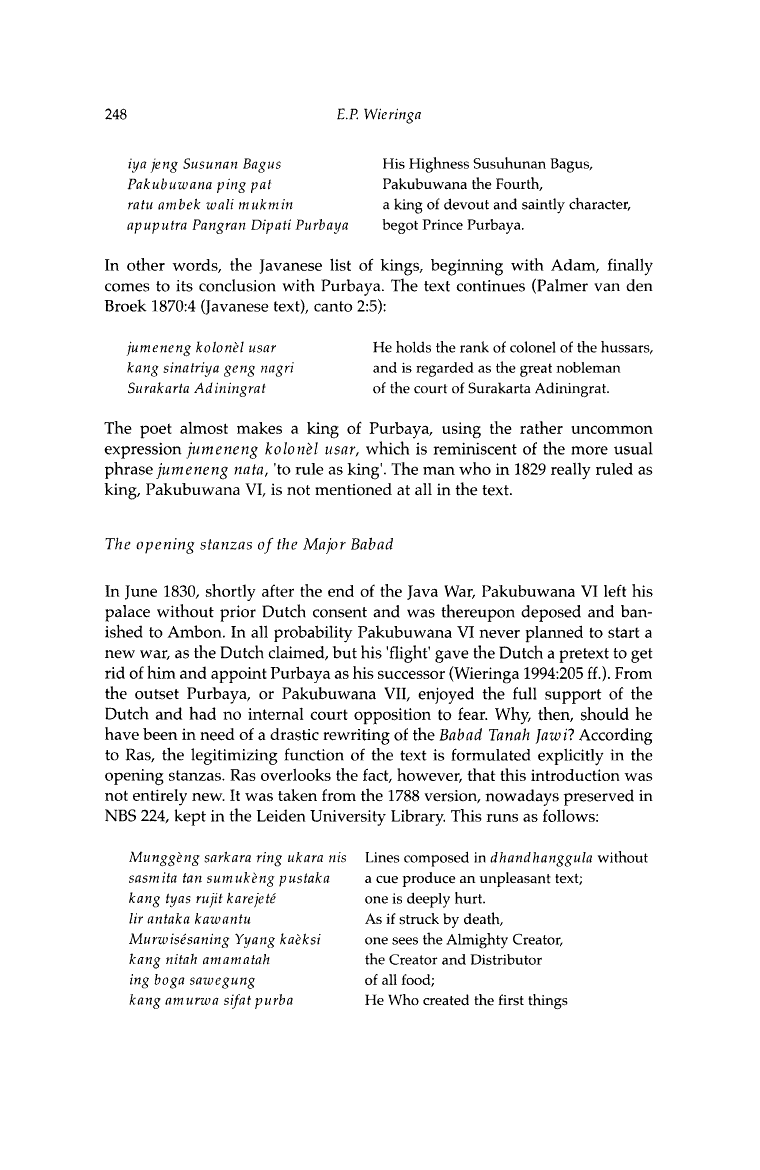 248 E.P. Wieringa
iya jeng Susunan Bagus His Highness Susuhunan Bagus,
Pakubuwana ping pat Pakubuwana the Fourth,
ratu ambek wali mukmin a king of devout and saintly character,
apuputra Pangran Dipati Purbaya begot Prince Purbaya.
In other words, the Javanese list of kings, beginning with Adam, finally
comes to its conclusion with Purbaya. The text continues (Palmer van den
Broek 1870:4 (Javanese text), canto 2:5):
jumeneng kolonèl usar He holds the rank of colonel of the hussars,
kang sinatriya geng nagri and is regarded as the great nobleman
Surakarta Adiningrat of the court of Surakarta Adiningrat.
The poet almost makes a king of Purbaya, using the rather uncommon
expression jumeneng kolonèl usar, which is reminiscent of the more usual
phrase jumeneng nata, 'to rule as king'. The man who in 1829 really ruled as
king, Pakubuwana VI, is not mentioned at all in the text.
The opening stanzas of the Major Babad
In June 1830, shortly after the end of the Java War, Pakubuwana VI left his
palace without prior Dutch consent and was thereupon deposed and ban-
ished to Ambon. In all probability Pakubuwana VI never planned to start a
new war, as the Dutch claimed, but his 'flight' gave the Dutch a pretext to get
rid of him and appoint Purbaya as his successor (Wieringa 1994:205 ff.). From
the outset Purbaya, or Pakubuwana VII, enjoyed the full support of the
Dutch and had no internal court opposition to fear. Why, then, should he
have been in need of a drastic rewriting of the Babad Tanah Jawi? According
to Ras, the legitimizing function of the text is formulated explicitly in the
opening stanzas. Ras overlooks the fact, however, that this introduction was
not entirely new. It was taken from the 1788 version, nowadays preserved in
NBS 224, kept in the Leiden University Library. This runs as follows:
Munggèng sarkara ring ukara nis Lines composed in dhandhanggula without
sasmita tan sumukèng pustaka a cue produce an unpleasant text;
kang tyas rujit karejeté one is deeply hurt.
lir antaka kawantu As if struck by death,
Murwisésaning Yyang kaèksi one sees the Almighty Creator,
kang nitah amamatah the Creator and Distributor
ing boga sawegung of all food;
kang amurwa sifat purba He Who created the first things